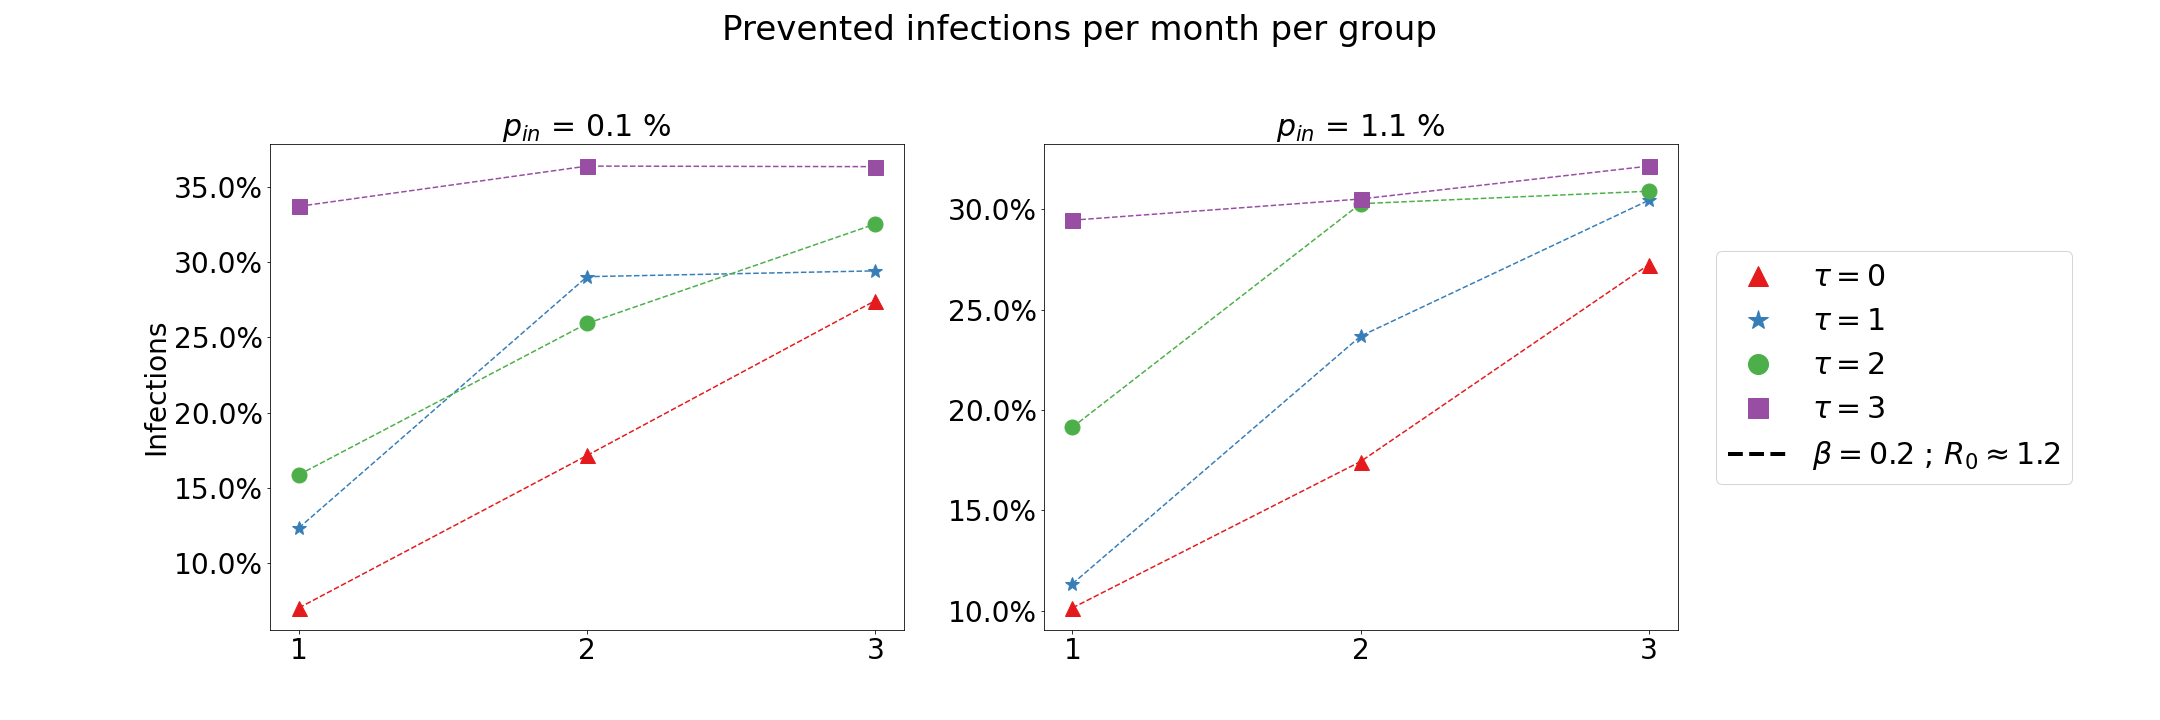 Prevented infections per month per group
p_in = 0.1 %
p_in = 1.1 %
Infections
35.0%
30.0%
25.0%
20.0%
15.0%
10.0%
1 2 3
30.0%
25.0%
20.0%
15.0%
10.0%
1 2 3
τ = 0
τ = 1
τ = 2
τ = 3
β = 0.2 ; R₀ ≈ 1.2